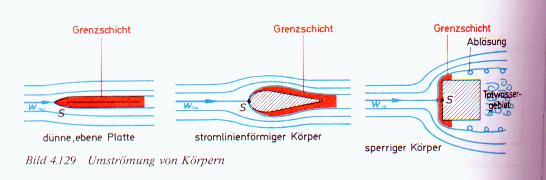 Grenzschicht
w∞
S
dünne, ebene Platte
Grenzschicht
w∞
S
stromlinienförmiger Körper
Grenzschicht
Ablösung
w∞
S
Totwasser-
gebiet
sperriger Körper
Bild 4.129 Umströmung von Körpern